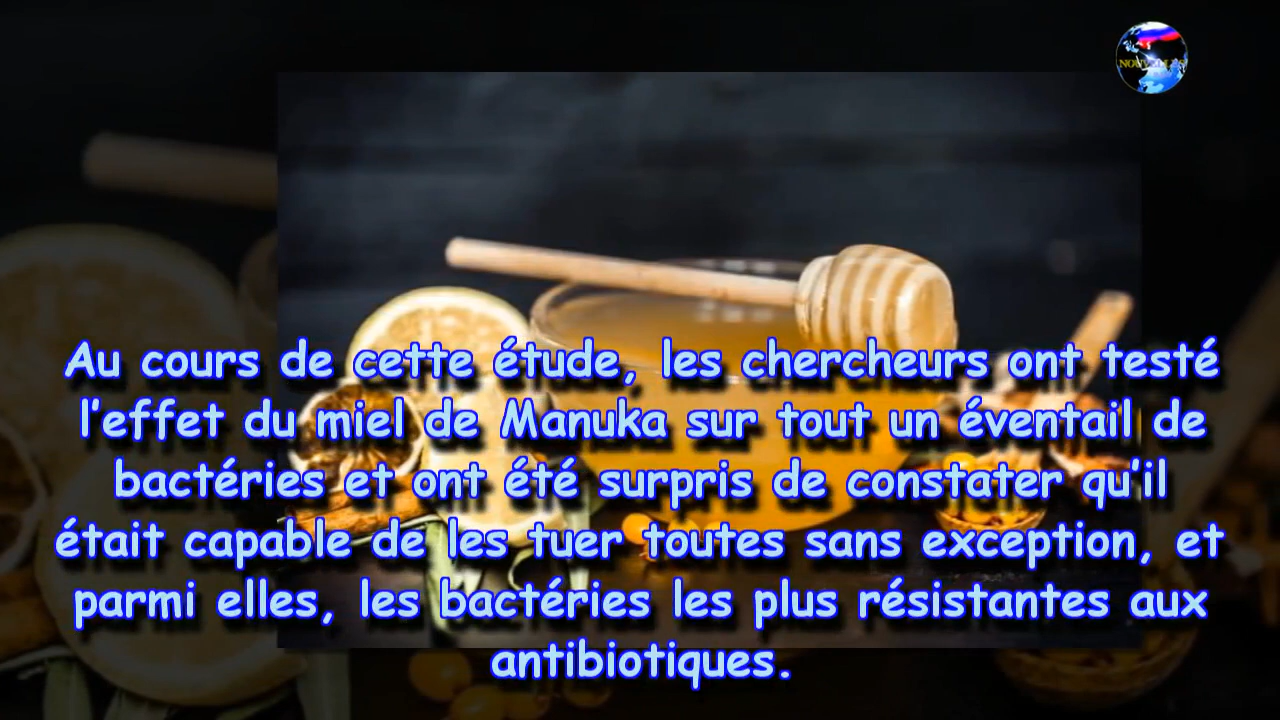 NOUVELLES
Au cours de cette étude, les chercheurs ont testé
l'effet du miel de Manuka sur tout un éventail de
bactéries et ont été surpris de constater qu'il
était capable de les tuer toutes sans exception, et
parmi elles, les bactéries les plus résistantes aux
antibiotiques.